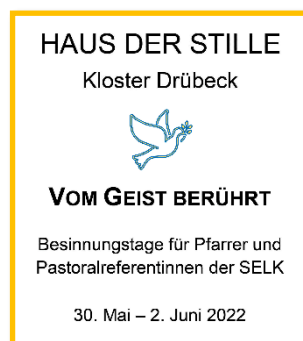 HAUS DER STILLE
Kloster Drübeck
VOM GEIST BERÜHRT
Besinnungstage für Pfarrer und
Pastoralreferentinnen der SELK
30. Mai – 2. Juni 2022